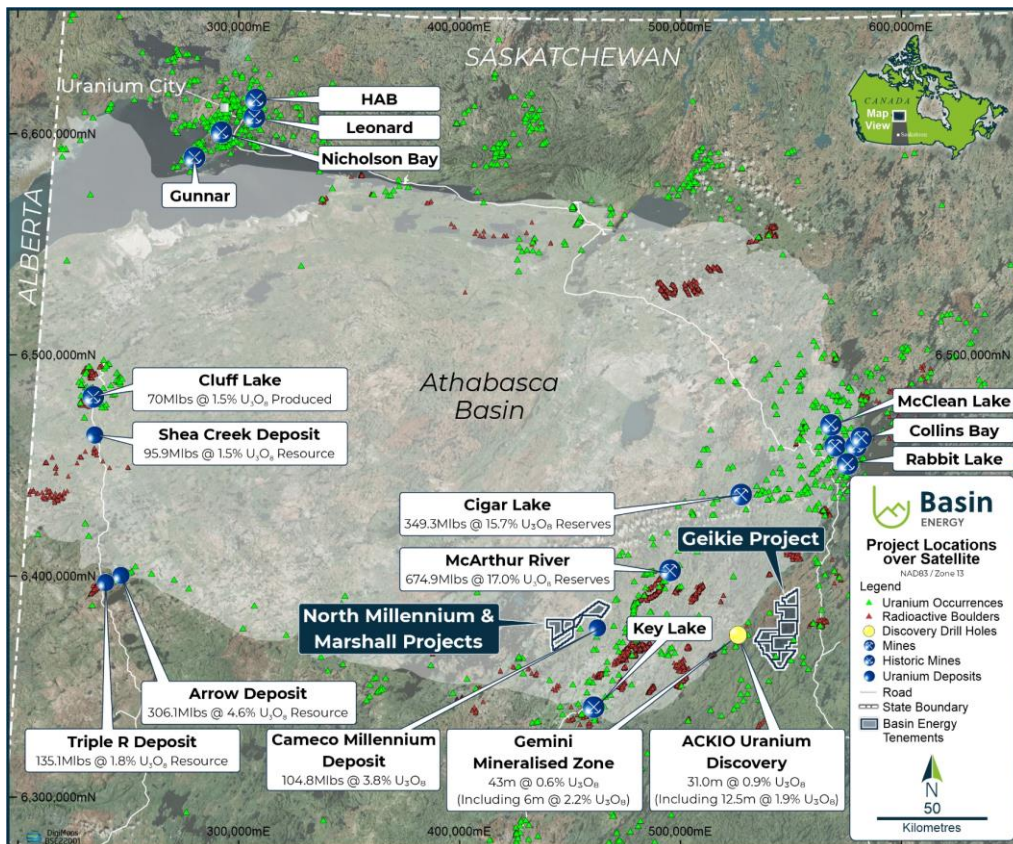 300,000mE
500,000mE
600,000mE
SASKATCHEWAN
Uranium City
HAB
CANADA
Map
View
Saskatoon
Leonard
6,600,000mN
Nicholson Bay
Gunnar
ALBERTA
6,500,000mN
6,500,000mN
Cluff Lake
70Mlbs @ 1.5% U₃O₈ Produced
Athabasca
Basin
McClean Lake
Shea Creek Deposit
95.9Mlbs @ 1.5% U₃O₈ Resource
Collins Bay
Rabbit Lake
Cigar Lake
349.3Mlbs @ 15.7% U₃O₈ Reserves
Geikie Project
McArthur River
674.9Mlbs @ 17.0% U₃O₈ Reserves
6,400,000mN
North Millennium &
Marshall Projects
Key Lake
Arrow Deposit
306.1Mlbs @ 4.6% U₃O₈ Resource
Triple R Deposit
135.1Mlbs @ 1.8% U₃O₈ Resource
Cameco Millennium
Deposit
104.8Mlbs @ 3.8% U₃O₈
Gemini
Mineralised Zone
43m @ 0.6% U₃O₈
(Including 6m @ 2.2% U₃O₈)
ACKIO Uranium
Discovery
31.0m @ 0.9% U₃O₈
(Including 12.5m @ 1.9% U₃O₈)
6,300,000mN
300,000mE
400,000mE
500,000mE
Basin
ENERGY
Project Locations
over Satellite
NAD83 / Zone 13
Legend
Uranium Occurrences
Radioactive Boulders
Discovery Drill Holes
Mines
Historic Mines
Uranium Deposits
Road
State Boundary
Basin Energy
Tenements
N
50
Kilometres
DigiMaps